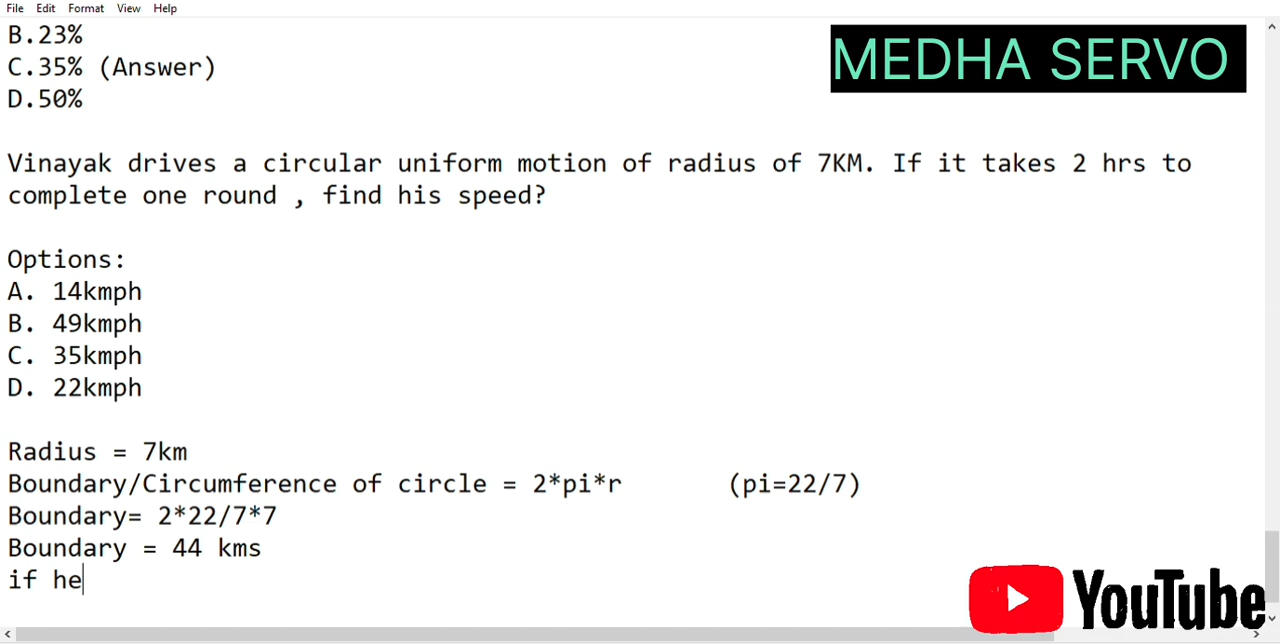 File Edit Format View Help
B.23%
MEDHA SERVO
C.35% (Answer)
D.50%
Vinayak drives a circular uniform motion of radius of 7KM. If it takes 2 hrs to
complete one round , find his speed?
Options:
A. 14kmph
B. 49kmph
C. 35kmph
D. 22kmph
Radius = 7km
Boundary/Circumference of circle = 2*pi*r (pi=22/7)
Boundary= 2*22/7*7
Boundary = 44 kms
if he
YouTube